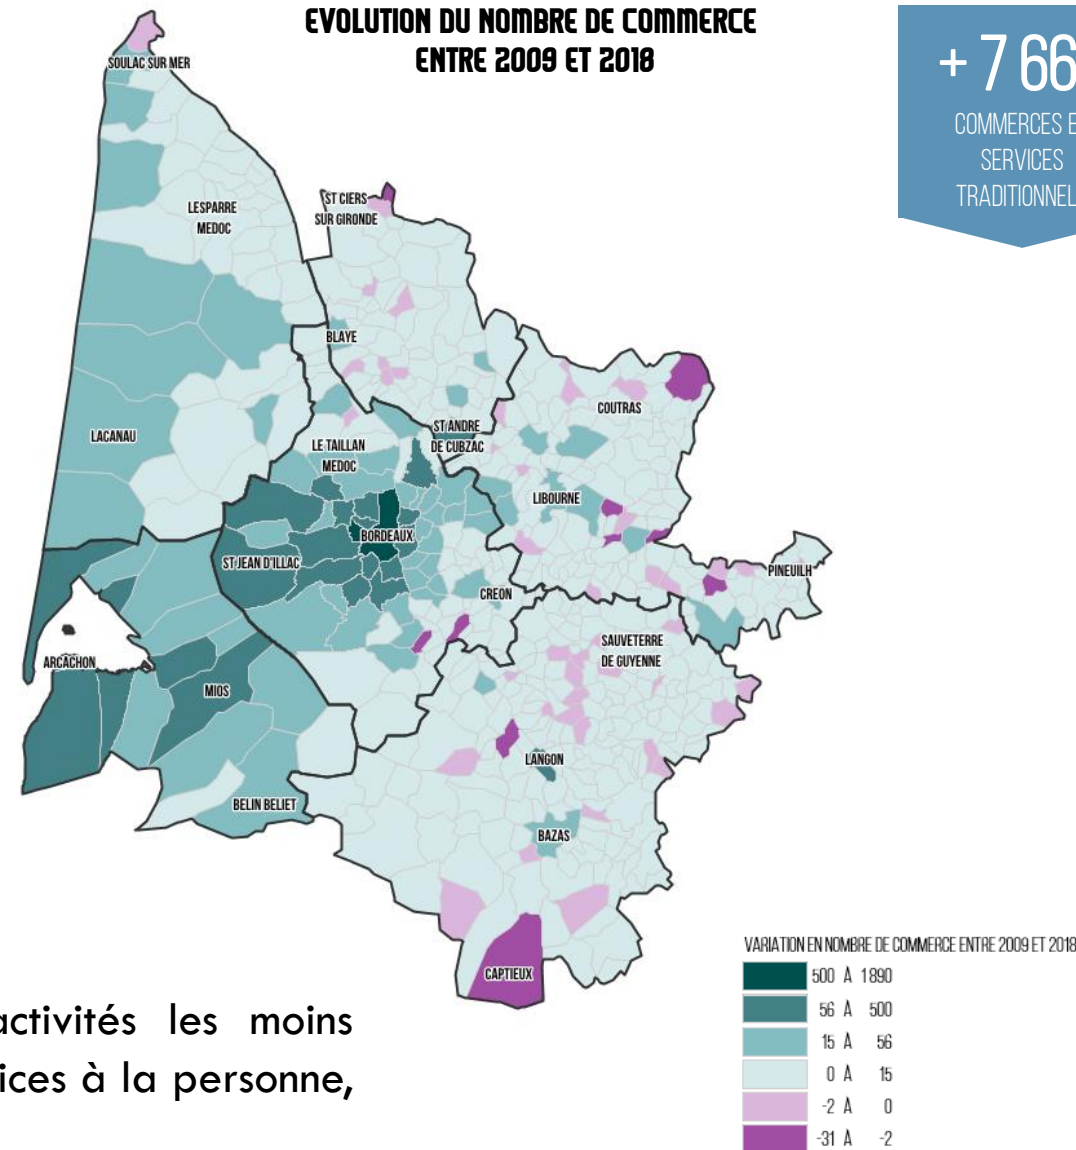 EVOLUTION DU NOMBRE DE COMMERCE
ENTRE 2009 ET 2018
+ 7 66
COMMERCES E
SERVICES
TRADITIONNEL
SOULAC SUR MER
LESPARRE
MEDOC
ST CIERS
SUR GIRONDE
BLAYE
COUTRAS
LACANAU
ST ANDRE
DE CUBZAC
LE TAILLAN
MEDOC
LIBOURNE
BORDEAUX
ST JEAN D'ILLAC
PINEUILH
CREON
SAUVETERRE
DE GUYENNE
ARCACHON
MIOS
LANGON
BELIN BELIET
BAZAS
CAPTIEUX
VARIATION EN NOMBRE DE COMMERCE ENTRE 2009 ET 2018
500 À 1890
56 À 500
15 À 56
0 À 15
-2 À 0
-31 À -2
activités les moins
ices à la personne,